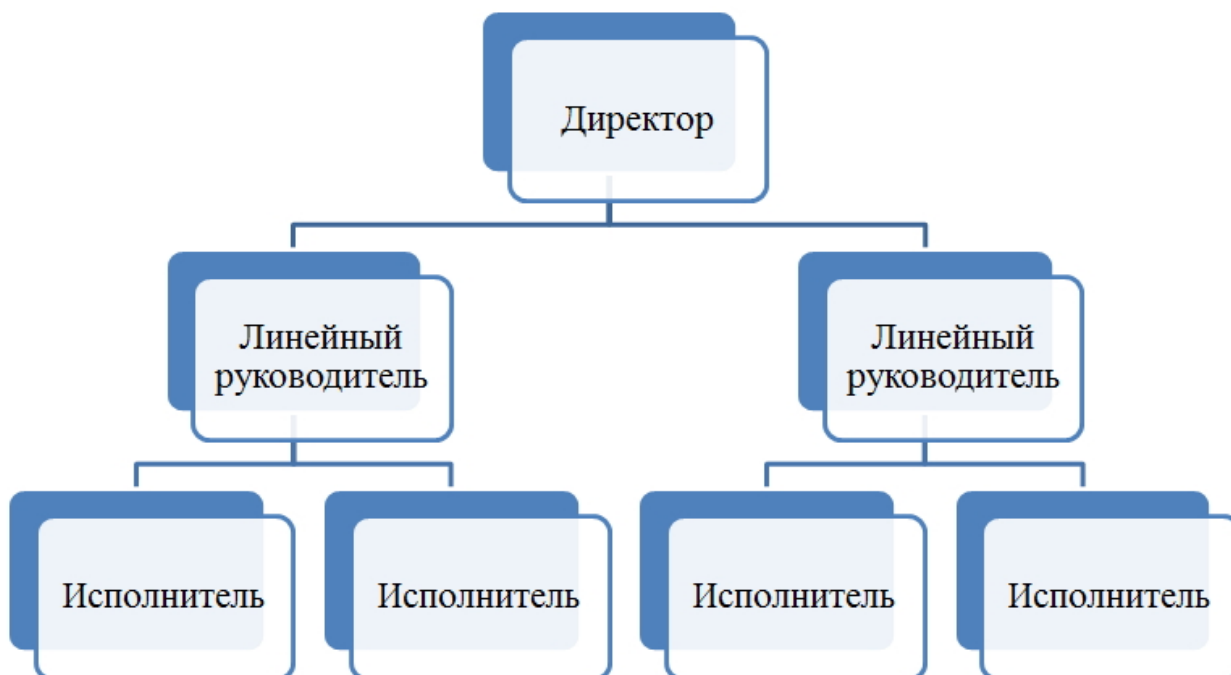 Директор
Линейный
руководитель
Линейный
руководитель
Исполнитель
Исполнитель
Исполнитель
Исполнитель